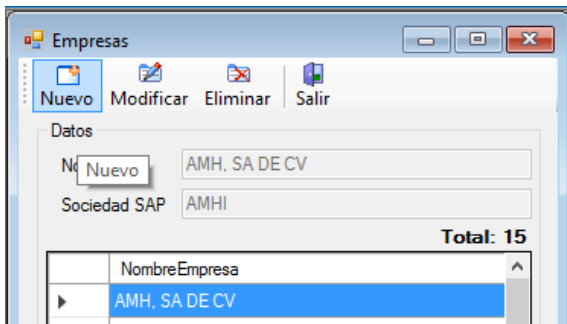 Empresas
Nuevo Modificar Eliminar Salir
Datos
Nuevo
AMH, SA DE CV
Sociedad SAP AMHI
Total: 15
NombreEmpresa
AMH, SA DE CV